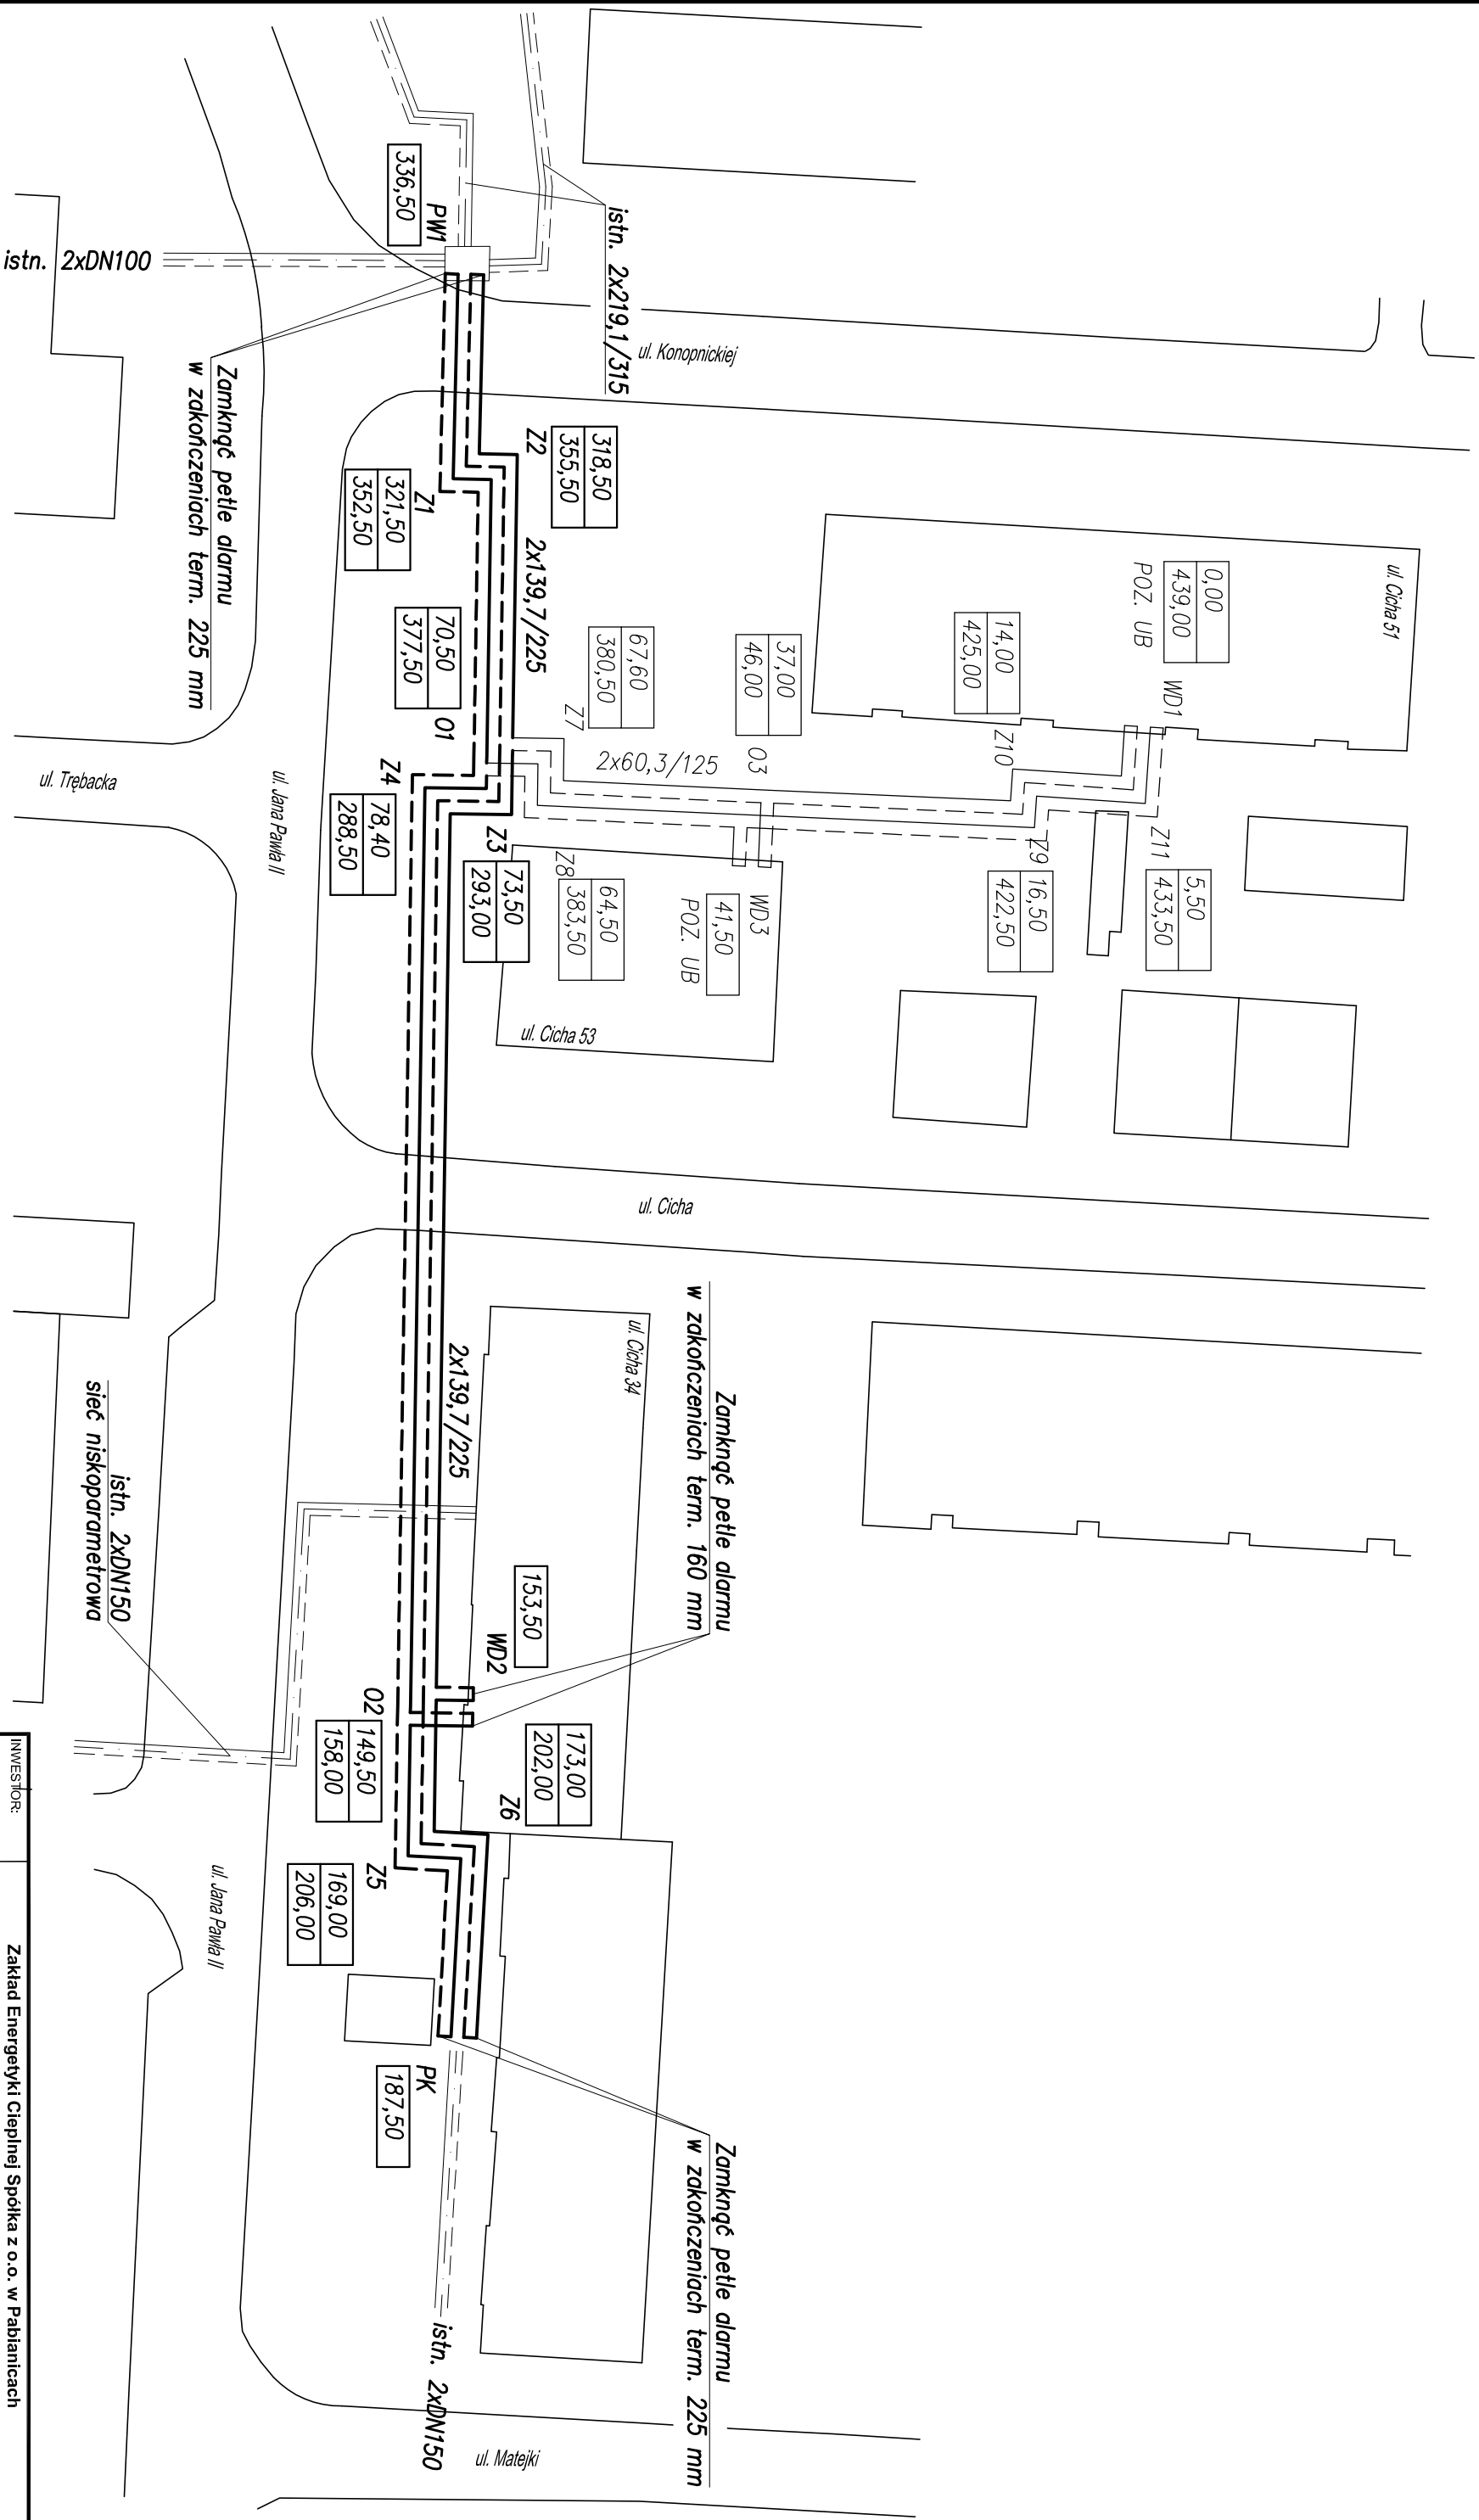 istn. 2xDN100
PW1
336,50
istn. 2x219,1/315
ul. Konopnickiej
Zamknąć petle alarmu
w zakończeniach term. 225 mm
Z2
318,50
355,50
Z1
321,50
352,50
2x139,7/225
70,50
377,50
O1
Z7
67,60
380,50
2x60,3/125
37,00
46,00
O3
14,00
425,00
Z10
0,00
439,00
POZ. UB
WD1
ul. Cicha 51
ul. Trębacka
ul. Jana Pawła II
Z4
78,40
288,50
Z3
73,50
293,00
Z8
64,50
383,50
WD3
41,50
POZ. UB
ul. Cicha 53
Z9
16,50
422,50
Z11
5,50
433,50
ul. Cicha
ul. Cicha 34
2x139,7/225
Zamknąć petle alarmu
w zakończeniach term. 160 mm
istn. 2xDN150
sieć niskoparametrowa
153,50
WD2
O2
149,50
158,00
173,00
202,00
Z6
Z5
169,00
206,00
ul. Jana Pawła II
PK
187,50
Zamknąć petle alarmu
w zakończeniach term. 225 mm
istn. 2xDN150
ul. Matejki
INWESTOR:
Zakład Energetyki Cieplnej Spółka z o.o. w Pabianicach